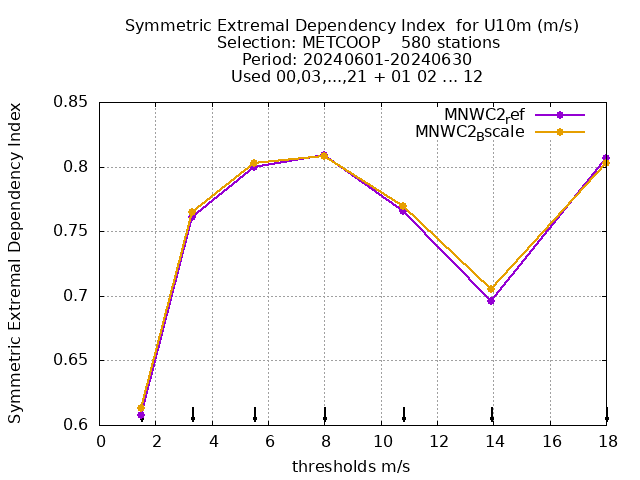 Symmetric Extremal Dependency Index  for U10m (m/s)
Selection: METCOOP    580 stations
Period: 20240601-20240630
Used 00,03,...,21 + 01 02 ... 12
MNWC2ref
MNWC2Bscale
0.85
0.8
0.75
0.7
0.65
0.6
Symmetric Extremal Dependency Index
0 2 4 6 8 10 12 14 16 18
thresholds m/s